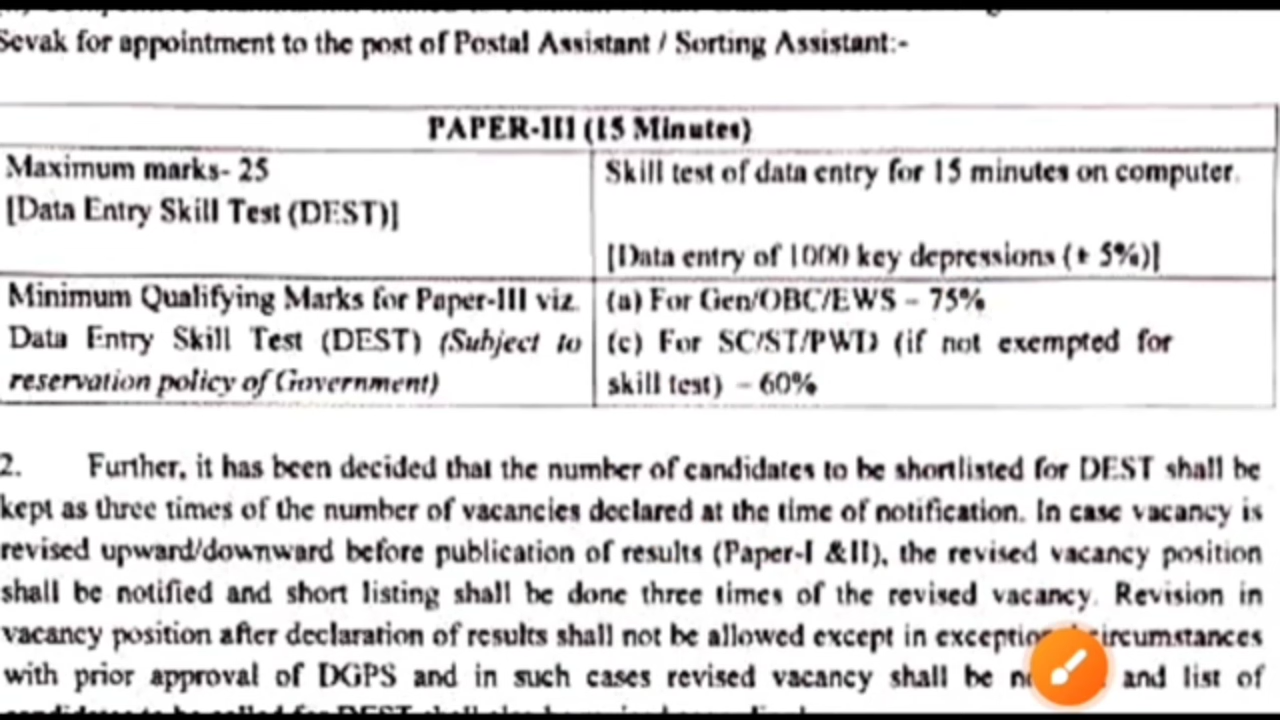 Sevak for appointment to the post of Postal Assistant / Sorting Assistant:-
PAPER-III (15 Minutes)
Maximum marks- 25
[Data Entry Skill Test (DEST)]
Skill test of data entry for 15 minutes on computer.
[Data entry of 1000 key depressions (± 5%)]
Minimum Qualifying Marks for Paper-III viz.
Data Entry Skill Test (DEST) (Subject to
reservation policy of Government)
(a) For Gen/OBC/EWS – 75%
(c) For SC/ST/PWD (if not exempted for
skill test) – 60%
2. Further, it has been decided that the number of candidates to be shortlisted for DEST shall be
kept as three times of the number of vacancies declared at the time of notification. In case vacancy is
revised upward/downward before publication of results (Paper-I &II), the revised vacancy position
shall be notified and short listing shall be done three times of the revised vacancy. Revision in
vacancy position after declaration of results shall not be allowed except in circumstances
with prior approval of DGPS and in such cases revised vacancy shall be and list of